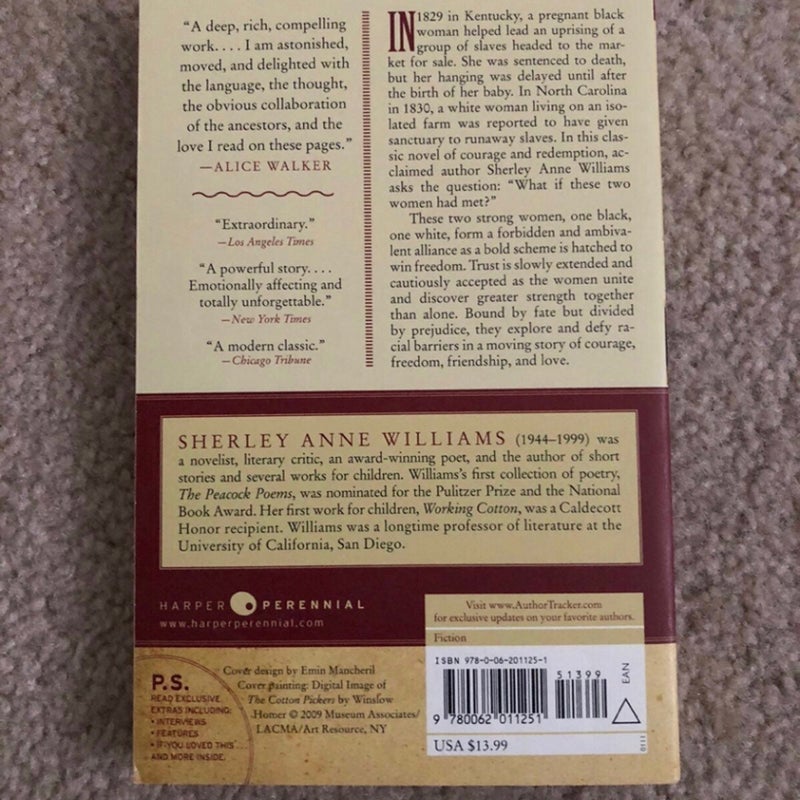 “A deep, rich, compelling
work. . . . I am astonished,
moved, and delighted with
the language, the thought,
the obvious collaboration
of the ancestors, and the
love I read on these pages.”
—ALICE WALKER
“Extraordinary.”
—Los Angeles Times
“A powerful story. . . .
Emotionally affecting and
totally unforgettable.”
—New York Times
“A modern classic.”
—Chicago Tribune
IN 1829 in Kentucky, a pregnant black
woman helped lead an uprising of a
group of slaves headed to the mar-
ket for sale. She was sentenced to death,
but her hanging was delayed until after
the birth of her baby. In North Carolina
in 1830, a white woman living on an iso-
lated farm was reported to have given
sanctuary to runaway slaves. In this clas-
sic novel of courage and redemption, ac-
claimed author Sherley Anne Williams
asks the question: “What if these two
women had met?”
These two strong women, one black,
one white, form a forbidden and ambiva-
lent alliance as a bold scheme is hatched to
win freedom. Trust is slowly extended and
cautiously accepted as the women unite
and discover greater strength together
than alone. Bound by fate but divided
by prejudice, they explore and defy ra-
cial barriers in a moving story of courage,
freedom, friendship, and love.
SHERLEY ANNE WILLIAMS (1944–1999) was
a novelist, literary critic, an award-winning poet, and the author of short
stories and several works for children. Williams's first collection of poetry,
The Peacock Poems, was nominated for the Pulitzer Prize and the National
Book Award. Her first work for children, Working Cotton, was a Caldecott
Honor recipient. Williams was a longtime professor of literature at the
University of California, San Diego.
HARPER PERENNIAL
www.harperperennial.com
Visit www.AuthorTracker.com
for exclusive updates on your favorite authors.
Fiction
P.S.
READ EXCLUSIVE
EXTRAS INCLUDING:
• INTERVIEWS
• FEATURES
• IF YOU LOVED THIS . . .
AND MORE INSIDE.
Cover design by Emin Mancheril
Cover painting: Digital Image of
The Cotton Pickers by Winslow
Homer © 2009 Museum Associates/
LACMA/Art Resource, NY
ISBN 978-0-06-201125-1
51399
EAN
9 780062 011251
USA $13.99
0111